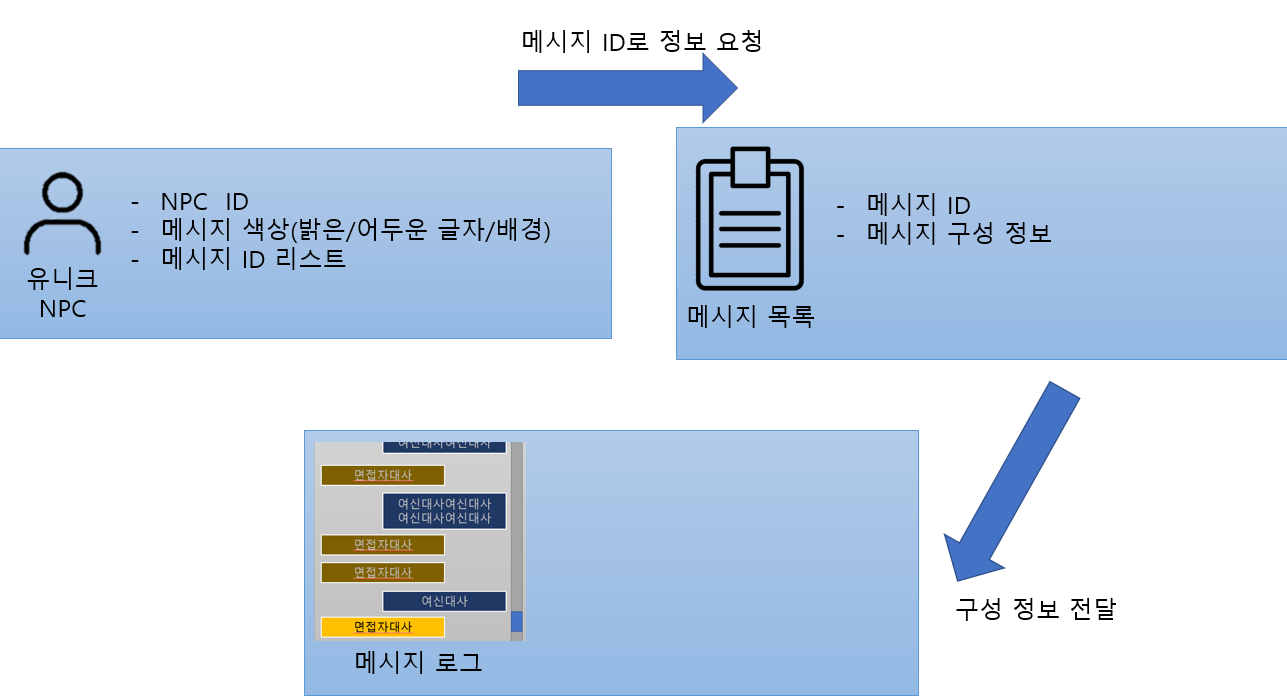 메시지 ID로 정보 요청
- NPC ID
- 메시지 색상(밝은/어두운 글자/배경)
- 메시지 ID 리스트
유니크
NPC
- 메시지 ID
- 메시지 구성 정보
메시지 목록
여신대사여신대사
면접자대사
여신대사여신대사
여신대사여신대사
면접자대사
면접자대사
여신대사
면접자대사
메시지 로그
구성 정보 전달